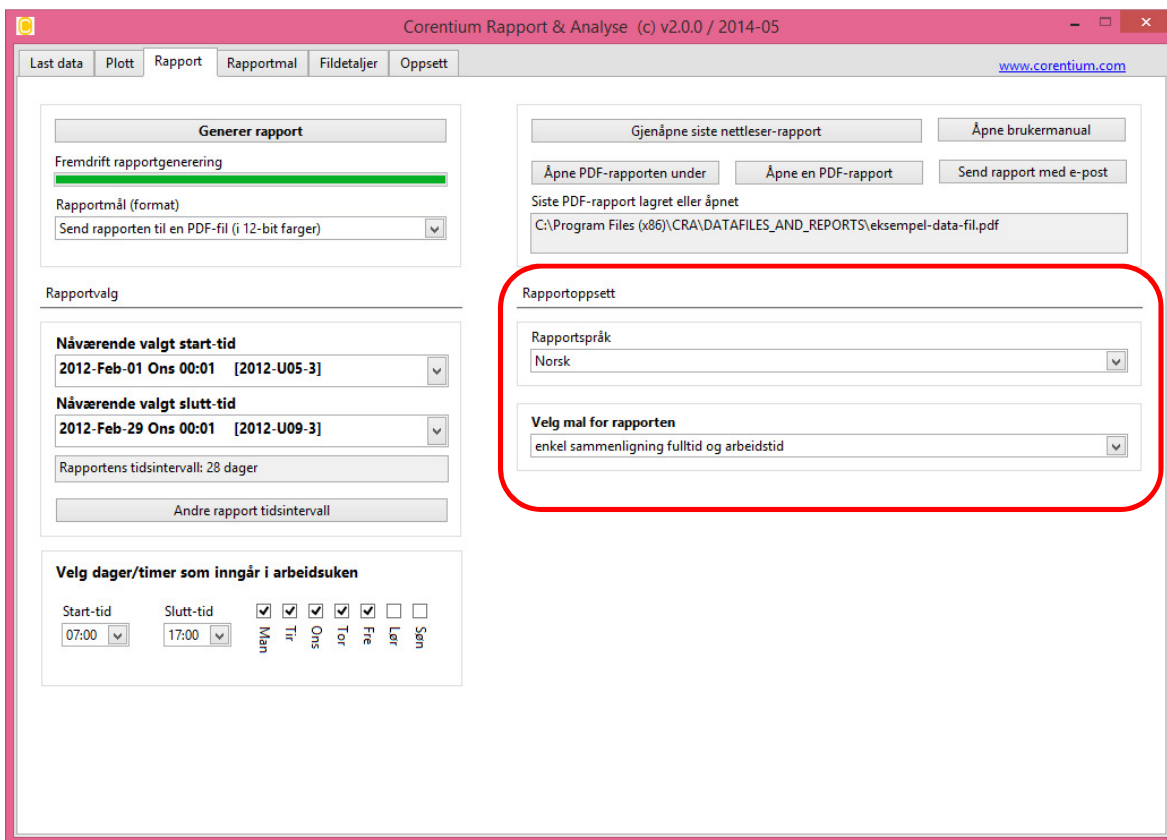 Corentium Rapport & Analyse (c) v2.0.0 / 2014-05
Last data
Plott
Rapport
Rapportmal
Fildetaljer
Oppsett
www.corentium.com
Generer rapport
Fremdrift rapportgenerering
Rapportmål (format)
Send rapporten til en PDF-fil (i 12-bit farger)
Gjenåpne siste nettleser-rapport
Åpne brukermanual
Åpne PDF-rapporten under
Åpne en PDF-rapport
Send rapport med e-post
Siste PDF-rapport lagret eller åpnet
C:\Program Files (x86)\CRA\DATAFILES_AND_REPORTS\eksempel-data-fil.pdf
Rapportvalg
Nåværende valgt start-tid
2012-Feb-01 Ons 00:01 [2012-U05-3]
Nåværende valgt slutt-tid
2012-Feb-29 Ons 00:01 [2012-U09-3]
Rapportens tidsintervall: 28 dager
Andre rapport tidsintervall
Rapportoppsett
Rapportspråk
Norsk
Velg mal for rapporten
enkel sammenligning fulltid og arbeidstid
Velg dager/timer som inngår i arbeidsuken
Start-tid
Slutt-tid
07:00
17:00
Man
Tir
Ons
Tor
Fre
Lør
Søn